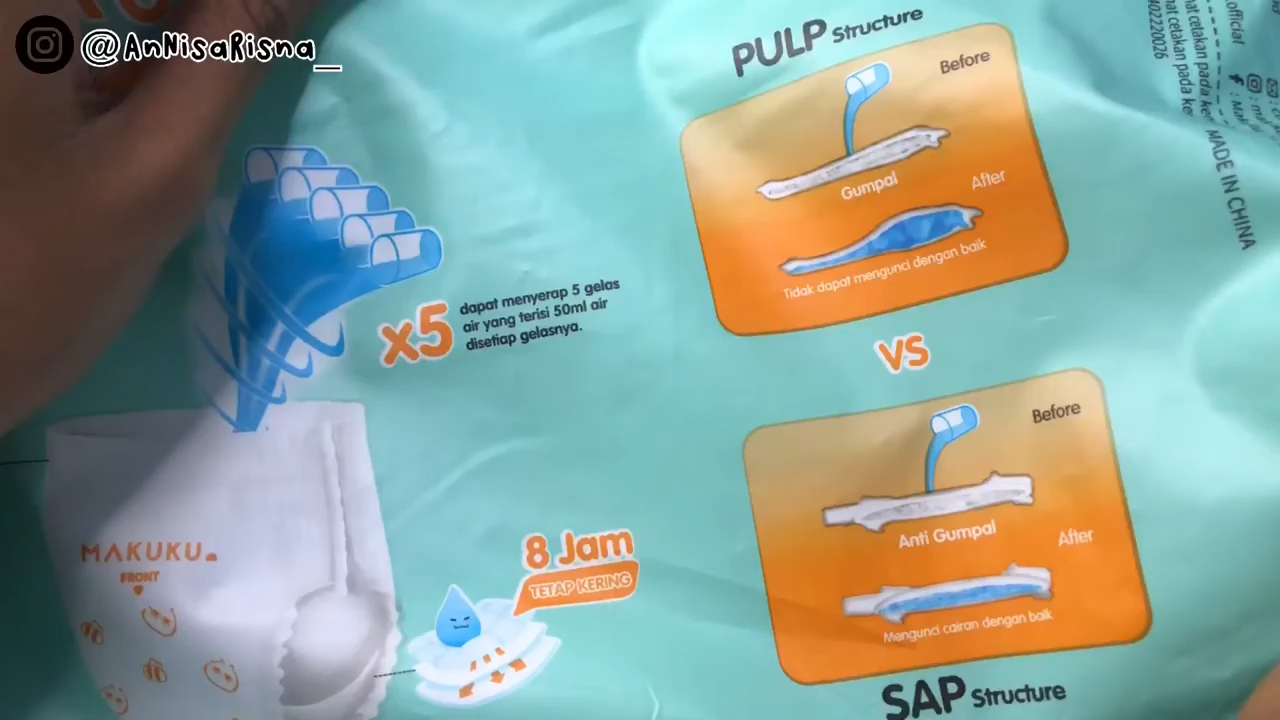 @AnNisaRisna_
PULP Structure
Before
Gumpal
After
Tidak dapat mengunci dengan baik
x5
dapat menyerap 5 gelas
air yang terisi 50ml air
disetiap gelasnya.
VS
Before
Anti Gumpal
After
Mengunci cairan dengan baik
SAP Structure
8 Jam
TETAP KERING
MAKUKU
FRONT
official
MADE IN CHINA